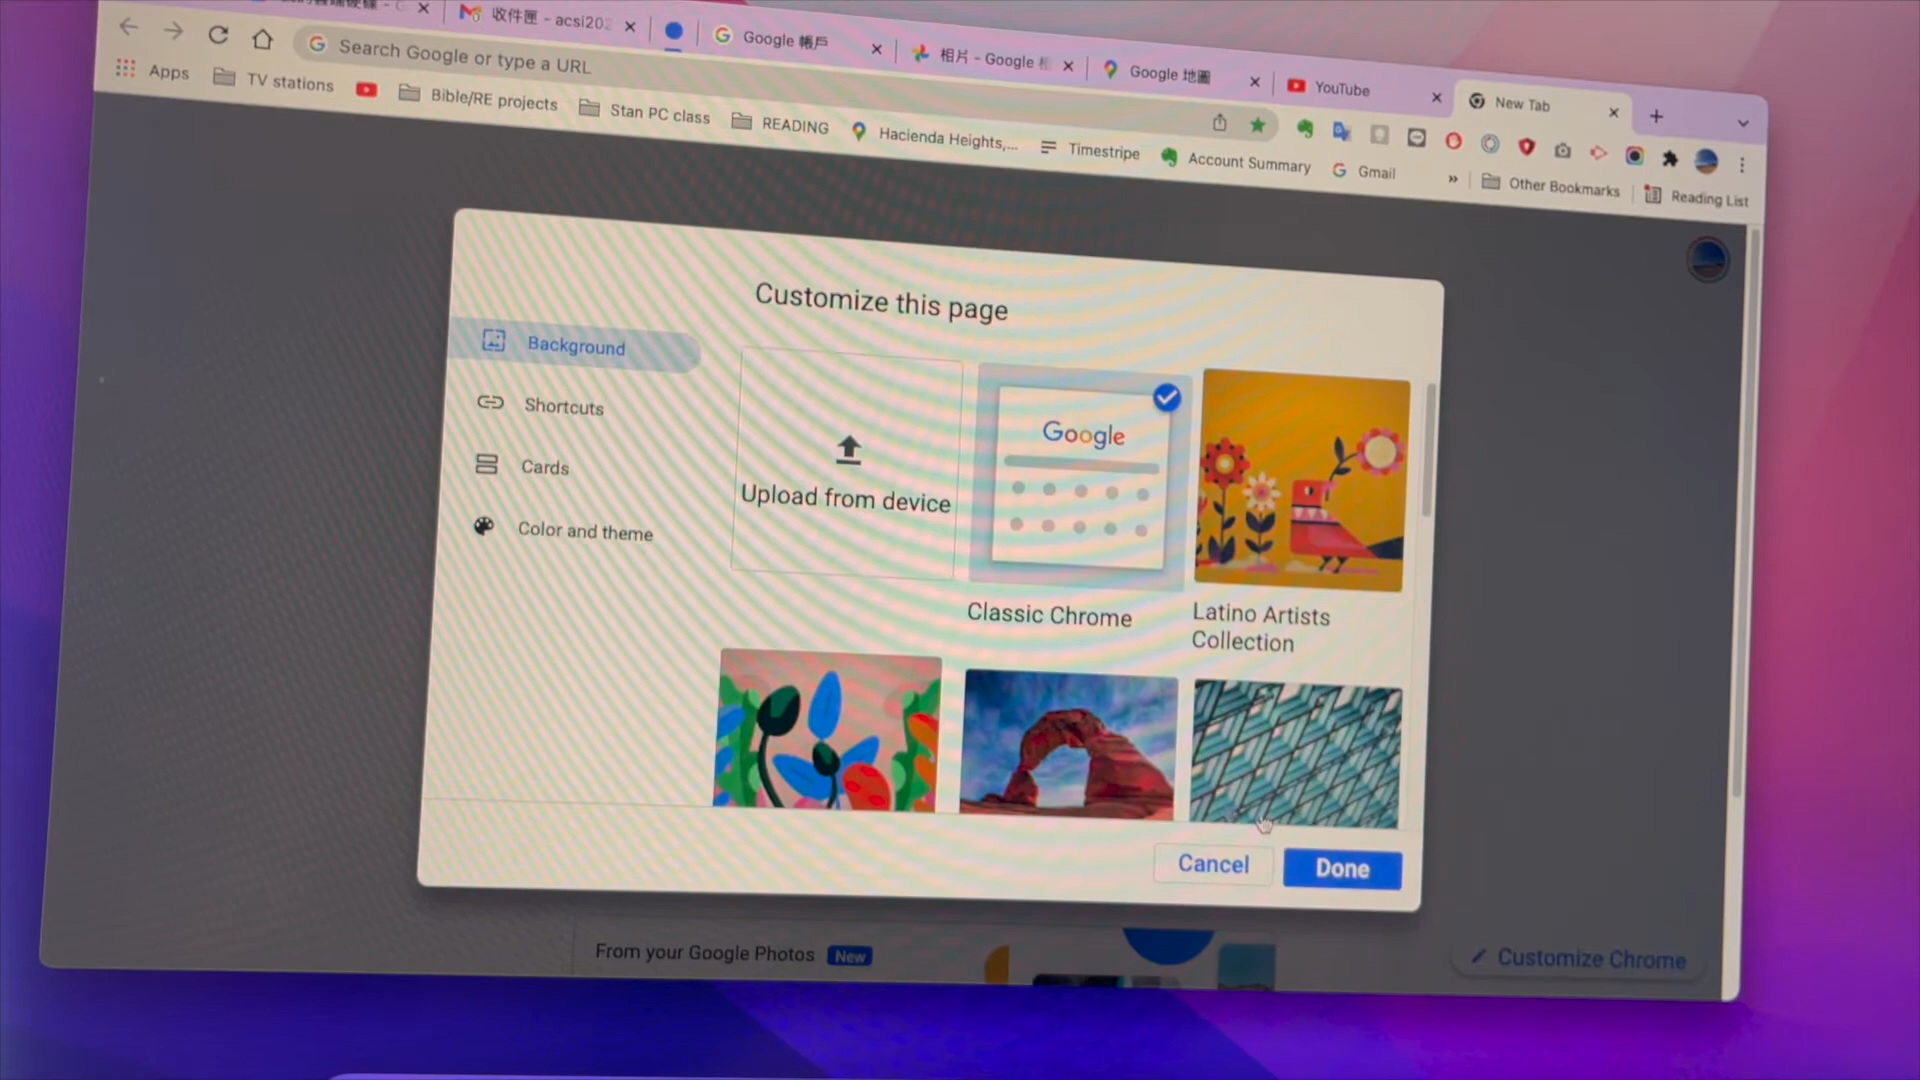 收件匣 - acsi202
Google 帳戶
相片 - Google 相
Google 地圖
YouTube
New Tab
Search Google or type a URL
Apps
TV stations
Bible/RE projects
Stan PC class
READING
Hacienda Heights,...
Timestripe
Account Summary
Gmail
»
Other Bookmarks
Reading List
Customize this page
Background
Shortcuts
Cards
Color and theme
Upload from device
Google
Classic Chrome
Latino Artists
Collection
Cancel
Done
From your Google Photos New
Customize Chrome